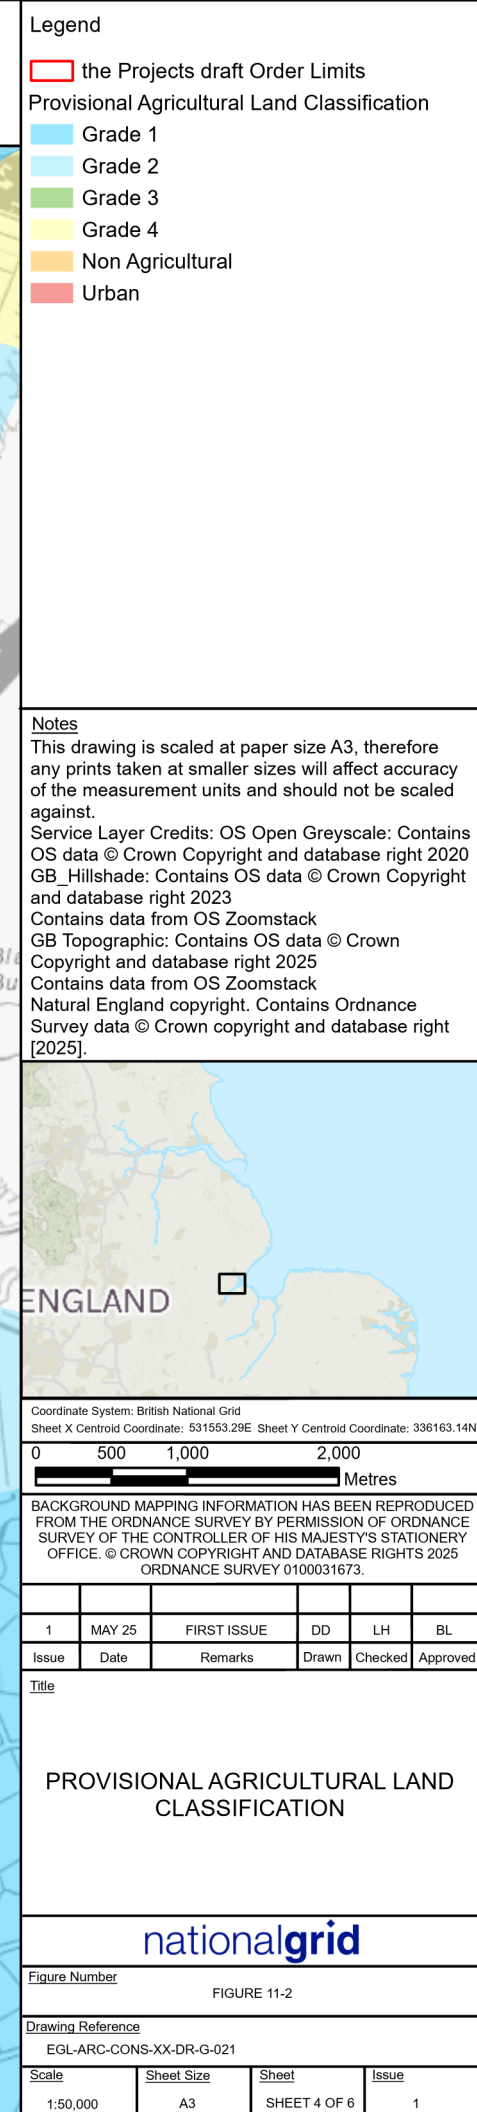 Legend
the Projects draft Order Limits
Provisional Agricultural Land Classification
Grade 1
Grade 2
Grade 3
Grade 4
Non Agricultural
Urban
Notes
This drawing is scaled at paper size A3, therefore
any prints taken at smaller sizes will affect accuracy
of the measurement units and should not be scaled
against.
Service Layer Credits: OS Open Greyscale: Contains
OS data © Crown Copyright and database right 2020
GB_Hillshade: Contains OS data © Crown Copyright
and database right 2023
Contains data from OS Zoomstack
GB Topographic: Contains OS data © Crown
Copyright and database right 2025
Contains data from OS Zoomstack
Natural England copyright. Contains Ordnance
Survey data © Crown copyright and database right
[2025].
ENGLAND
Coordinate System: British National Grid
Sheet X Centroid Coordinate: 531553.29E Sheet Y Centroid Coordinate: 336163.14N
0 500 1,000 2,000
Metres
BACKGROUND MAPPING INFORMATION HAS BEEN REPRODUCED
FROM THE ORDNANCE SURVEY BY PERMISSION OF ORDNANCE
SURVEY OF THE CONTROLLER OF HIS MAJESTY'S STATIONERY
OFFICE. © CROWN COPYRIGHT AND DATABASE RIGHTS 2025
ORDNANCE SURVEY 0100031673.
1 MAY 25 FIRST ISSUE DD LH BL
Issue Date Remarks Drawn Checked Approved
Title
PROVISIONAL AGRICULTURAL LAND
CLASSIFICATION
nationalgrid
Figure Number
FIGURE 11-2
Drawing Reference
EGL-ARC-CONS-XX-DR-G-021
Scale Sheet Size Sheet Issue
1:50,000 A3 SHEET 4 OF 6 1